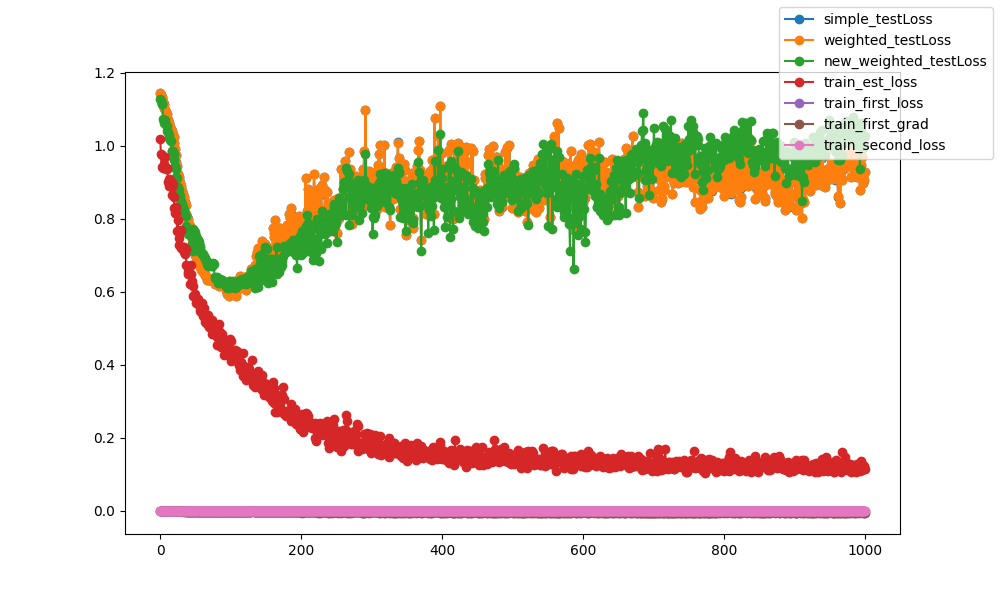 simple_testLoss
weighted_testLoss
new_weighted_testLoss
train_est_loss
train_first_loss
train_first_grad
train_second_loss
1.2
1.0
0.8
0.6
0.4
0.2
0.0
0 200 400 600 800 1000